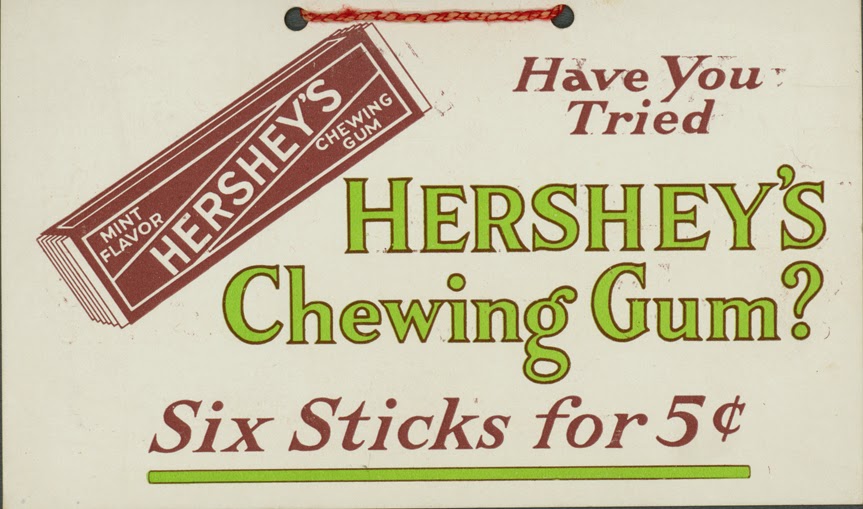 MINT
FLAVOR
HERSHEY'S
CHEWING
GUM
Have You
Tried
HERSHEY'S
Chewing Gum?
Six Sticks for 5¢